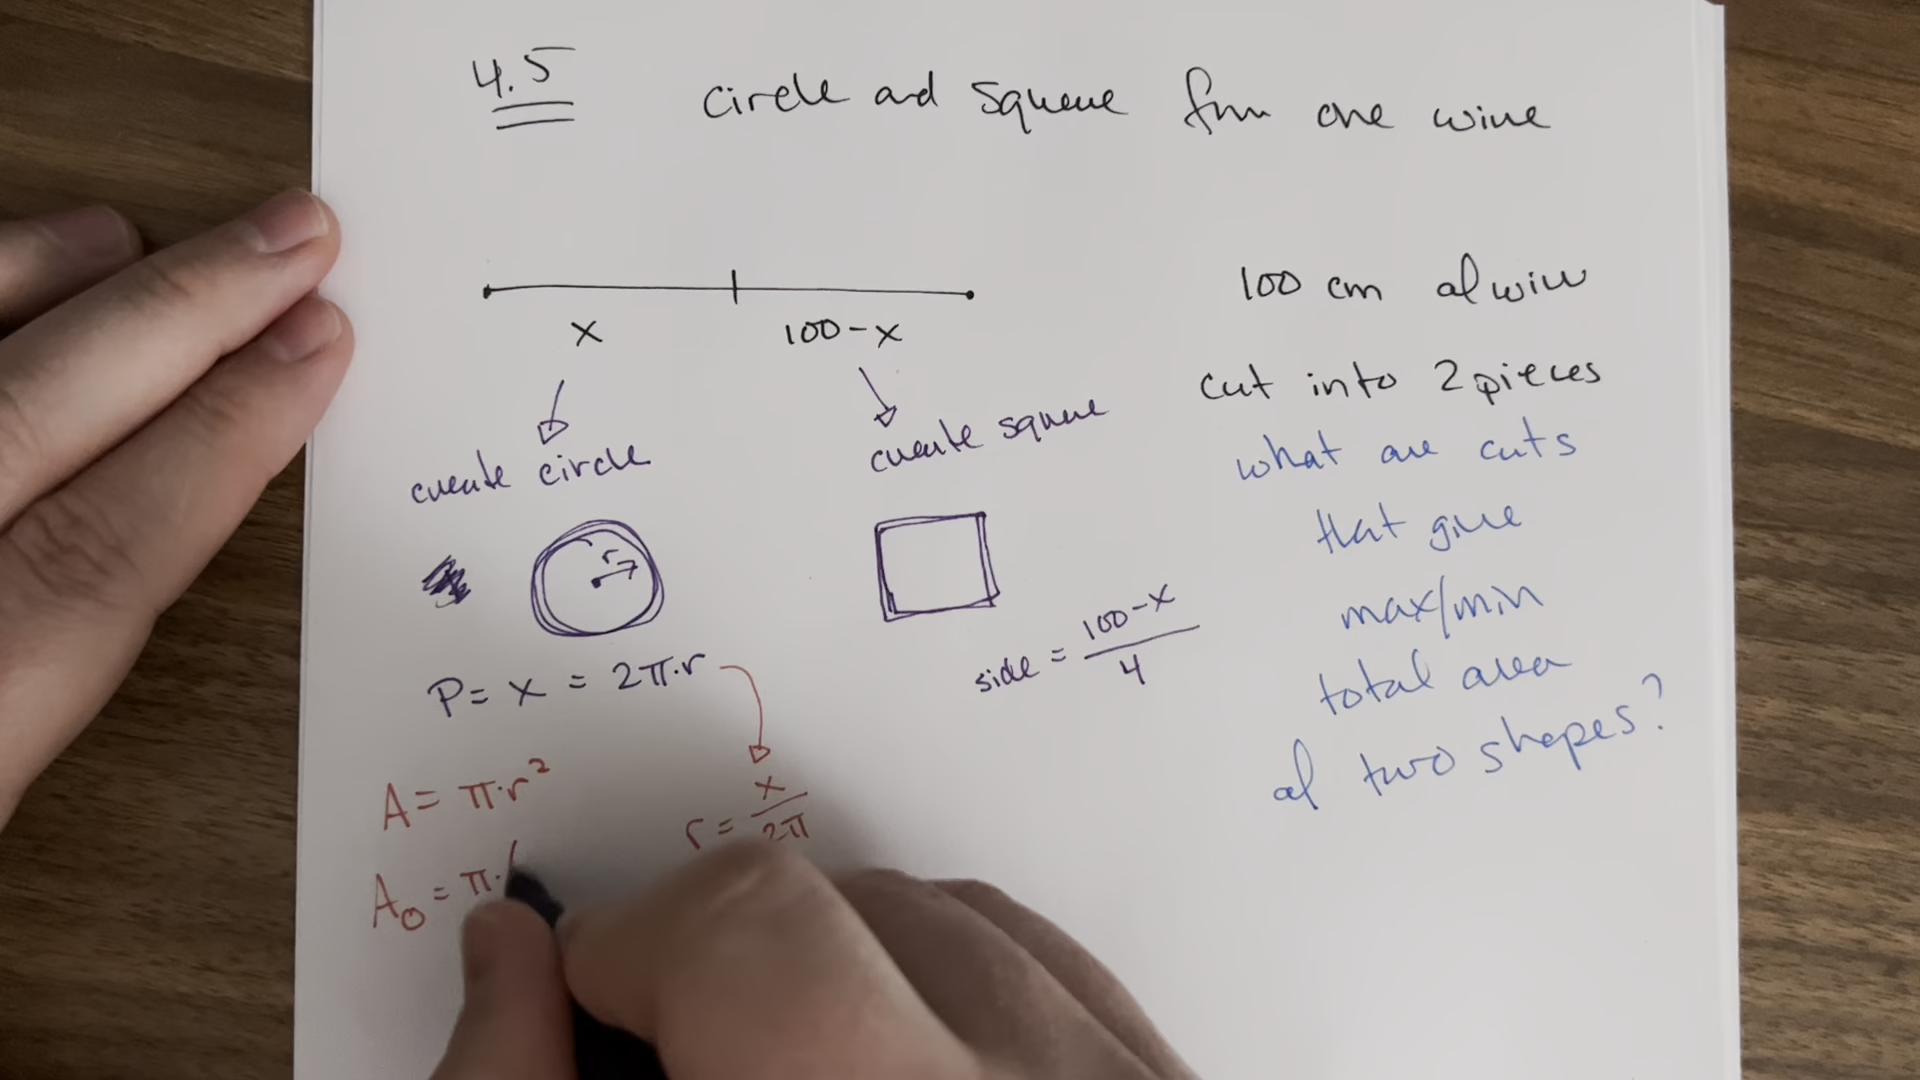 4.5
circle and square from one wire
x
100-x
100 cm of wire
cut into 2 pieces
what are cuts
that give
max/min
total area
of two shapes?
create circle
create square
r
P = x = 2π·r
side = (100-x)/4
A = π·r²
r = x/2π
A○ = π·(